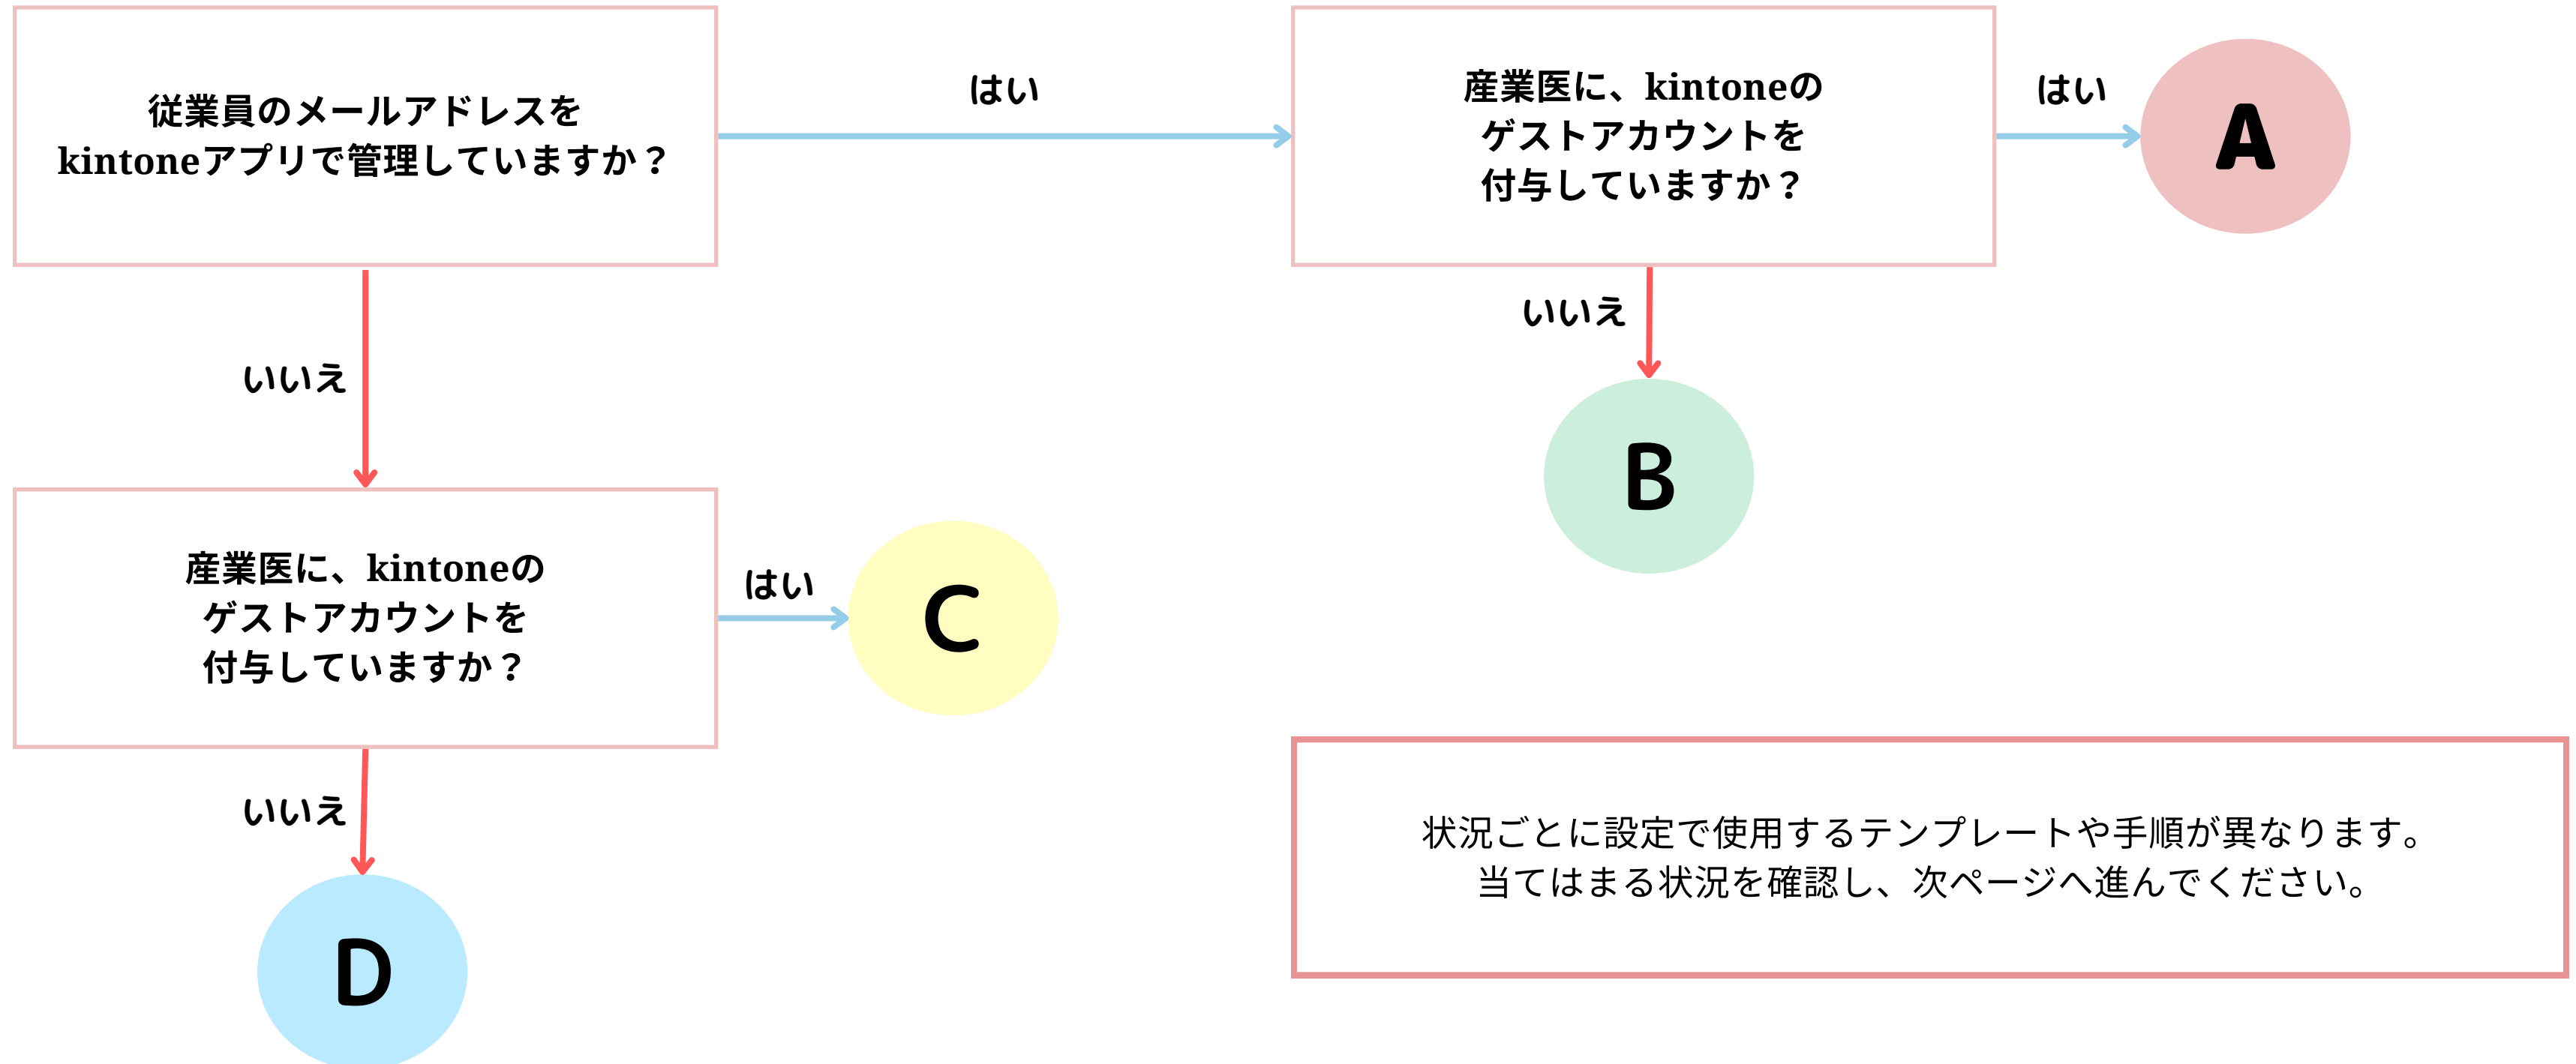 従業員のメールアドレスを
kintoneアプリで管理していますか？
はい
産業医に、kintoneの
ゲストアカウントを
付与していますか？
はい
A
いいえ
B
いいえ
産業医に、kintoneの
ゲストアカウントを
付与していますか？
はい
C
いいえ
D
状況ごとに設定で使用するテンプレートや手順が異なります。
当てはまる状況を確認し、次ページへ進んでください。